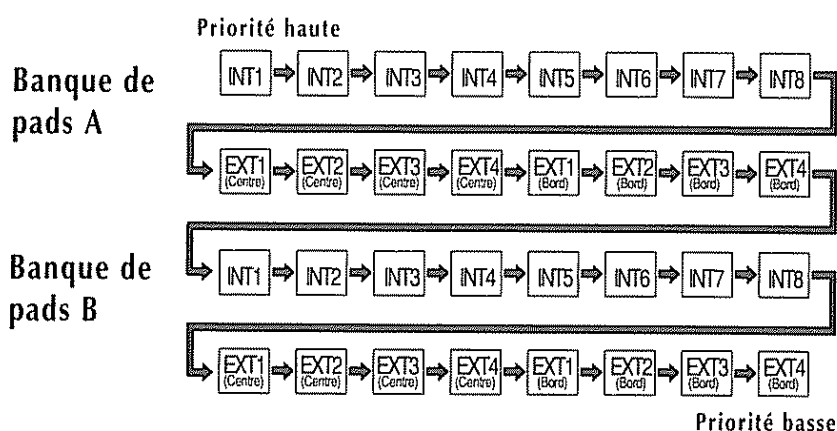 Priorité haute
Banque de
pads A
INT1 INT2 INT3 INT4 INT5 INT6 INT7 INT8
EXT1 EXT2 EXT3 EXT4 EXT1 EXT2 EXT3 EXT4
(Centre) (Centre) (Centre) (Centre) (Bord) (Bord) (Bord) (Bord)
Banque de
pads B
INT1 INT2 INT3 INT4 INT5 INT6 INT7 INT8
EXT1 EXT2 EXT3 EXT4 EXT1 EXT2 EXT3 EXT4
(Centre) (Centre) (Centre) (Centre) (Bord) (Bord) (Bord) (Bord)
Priorité basse